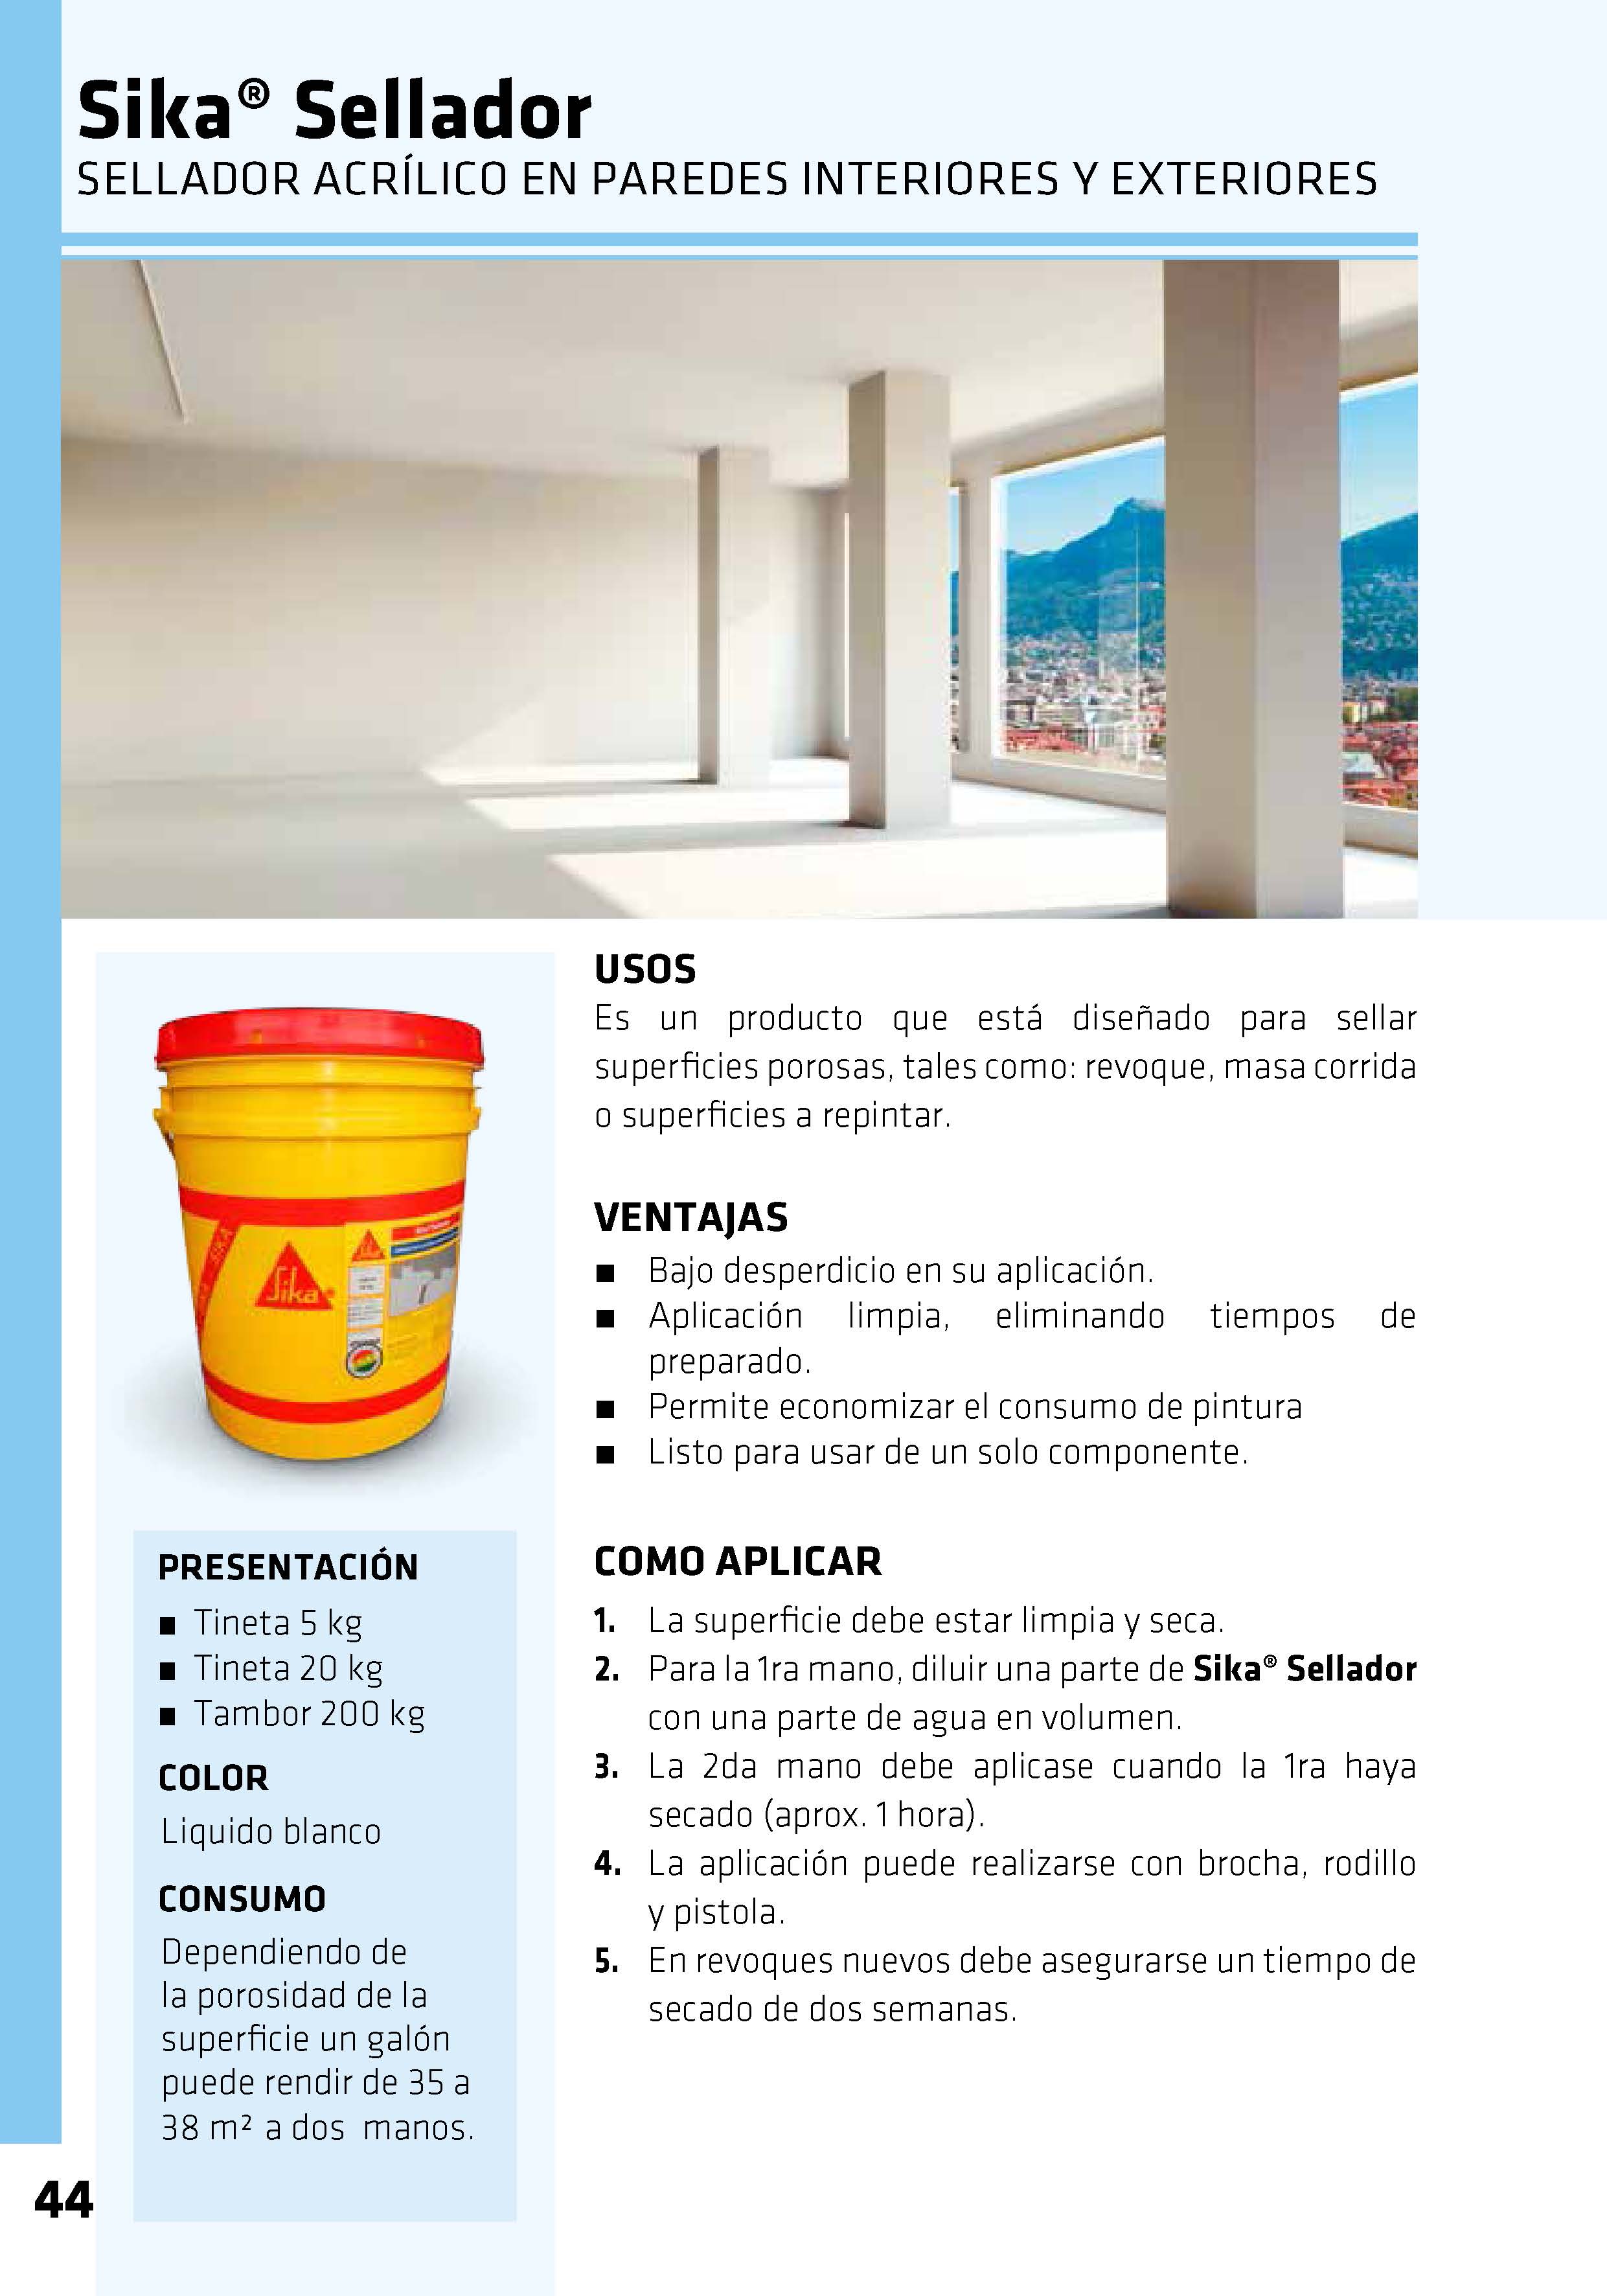 Sika® Sellador
SELLADOR ACRÍLICO EN PAREDES INTERIORES Y EXTERIORES
Sika®
SIKA
PRESENTACIÓN
■ Tineta 5 kg
■ Tineta 20 kg
■ Tambor 200 kg
COLOR
Liquido blanco
CONSUMO
Dependiendo de
la porosidad de la
superficie un galón
puede rendir de 35 a
38 m² a dos manos.
USOS
Es un producto que está diseñado para sellar
superficies porosas, tales como: revoque, masa corrida
o superficies a repintar.
VENTAJAS
■ Bajo desperdicio en su aplicación.
■ Aplicación limpia, eliminando tiempos de
preparado.
■ Permite economizar el consumo de pintura
■ Listo para usar de un solo componente.
COMO APLICAR
1. La superficie debe estar limpia y seca.
2. Para la 1ra mano, diluir una parte de Sika® Sellador
con una parte de agua en volumen.
3. La 2da mano debe aplicase cuando la 1ra haya
secado (aprox. 1 hora).
4. La aplicación puede realizarse con brocha, rodillo
y pistola.
5. En revoques nuevos debe asegurarse un tiempo de
secado de dos semanas.
44